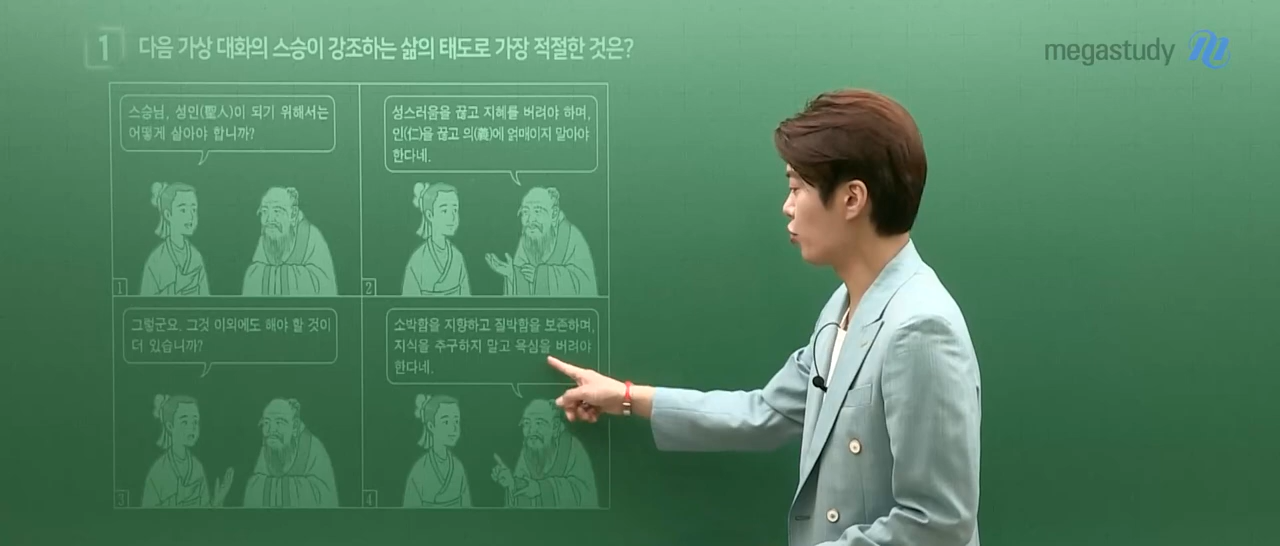 1 다음 가상 대화의 스승이 강조하는 삶의 태도로 가장 적절한 것은?
megastudy
스승님, 성인(聖人)이 되기 위해서는
어떻게 살아야 합니까?
1
성스러움을 끊고 지혜를 버려야 하며,
인(仁)을 끊고 의(義)에 얽매이지 말아야
한다네.
2
그렇군요. 그것 이외에도 해야 할 것이
더 있습니까?
3
소박함을 지향하고 질박함을 보존하며,
지식을 추구하지 말고 욕심을 버려야
한다네.
4